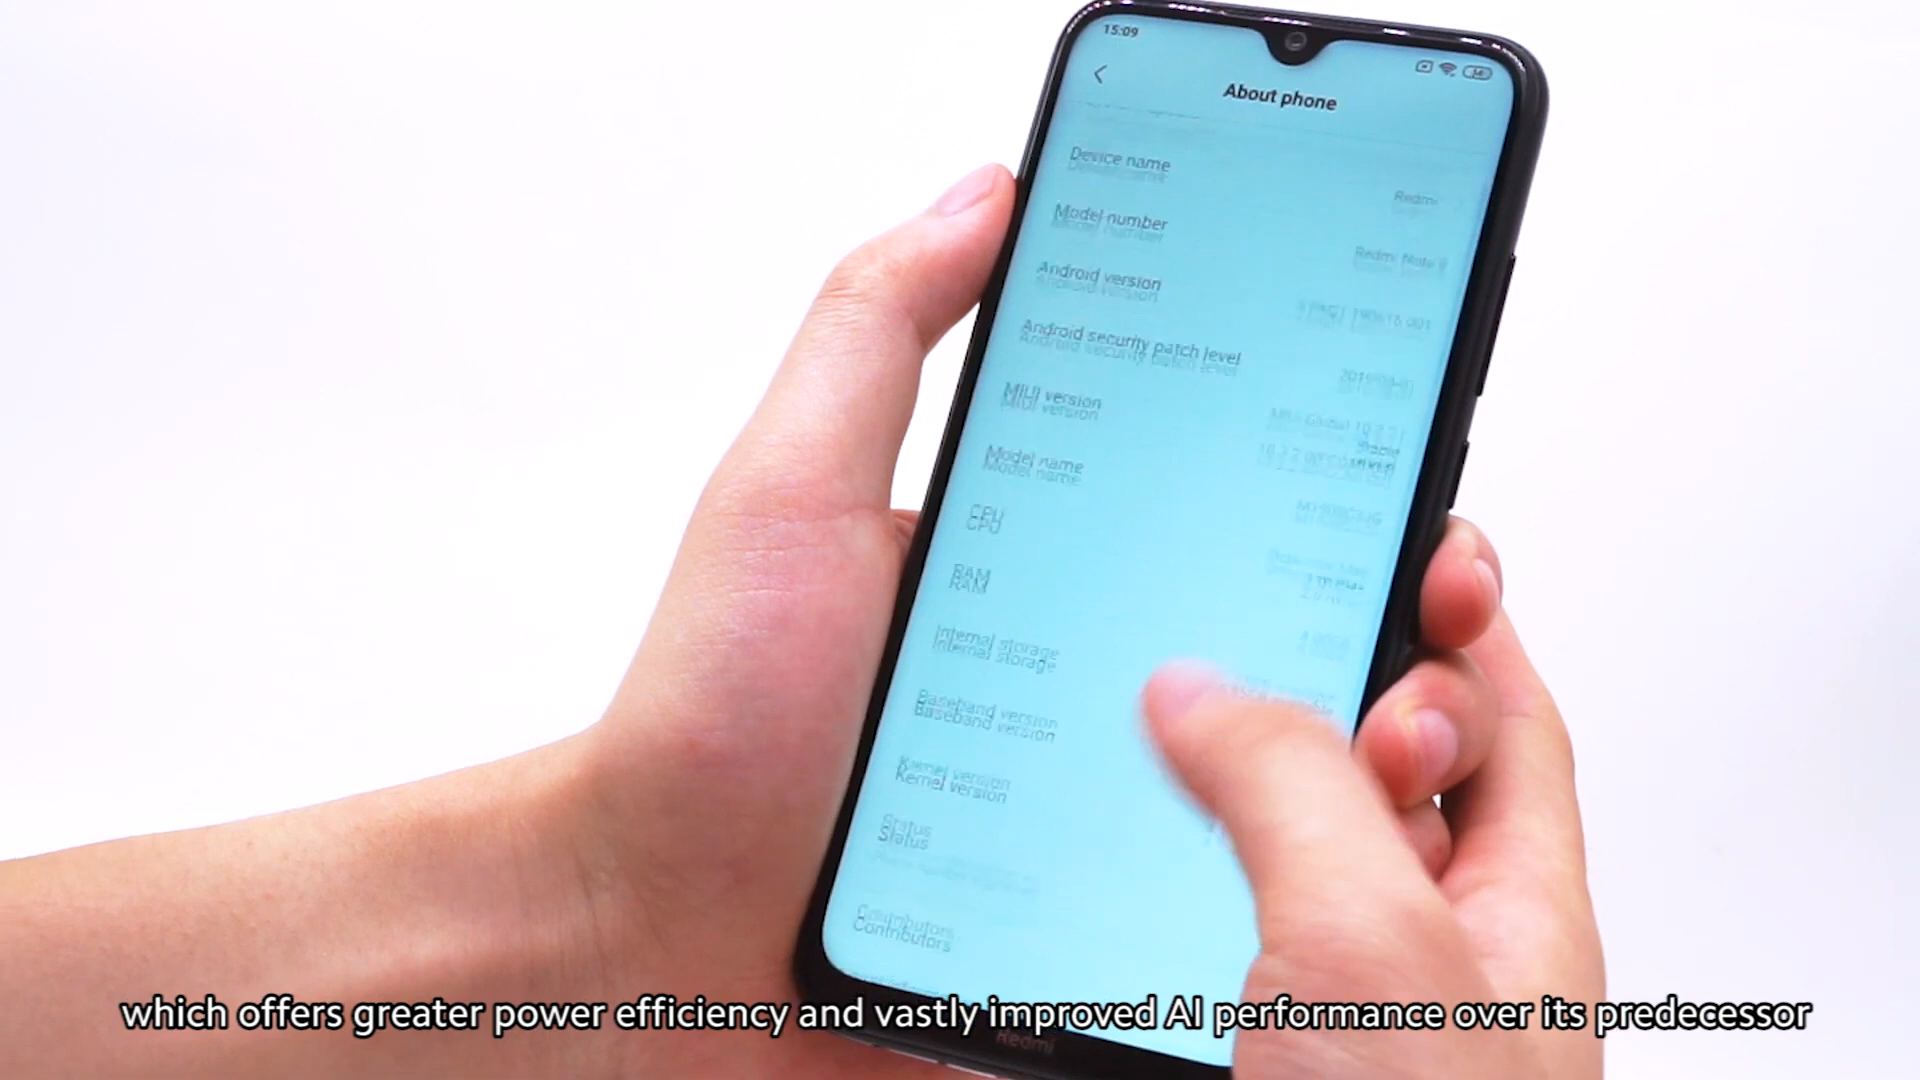 15:09
About phone
Device name
Redmi
Model number
Redmi Note 8
Android version
Android security patch level
MIUI version
Stable
Model name
CPU
RAM
Internal storage
Baseband version
Kernel version
Status
Contributors
which offers greater power efficiency and vastly improved AI performance over its predecessor
Redmi